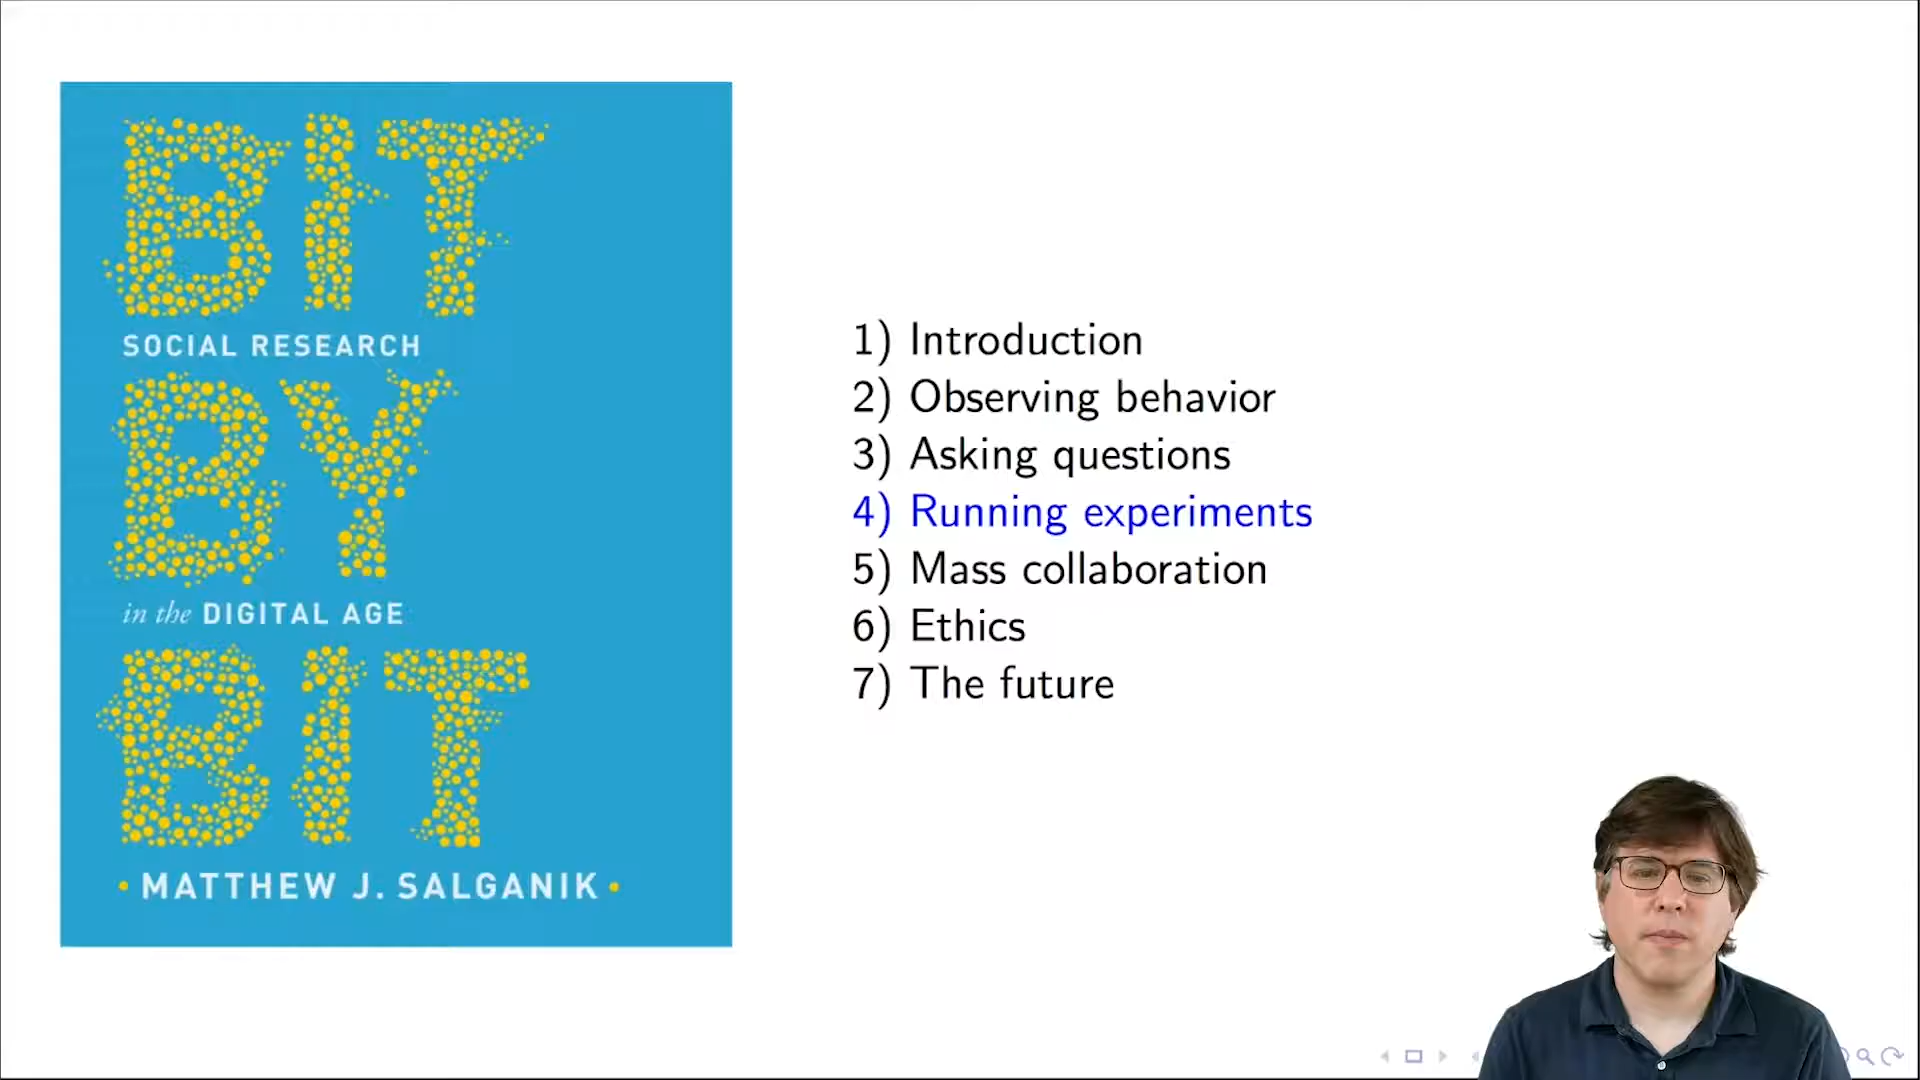 BIT
SOCIAL RESEARCH
BY
in the DIGITAL AGE
BIT
• MATTHEW J. SALGANIK •
1) Introduction
2) Observing behavior
3) Asking questions
4) Running experiments
5) Mass collaboration
6) Ethics
7) The future